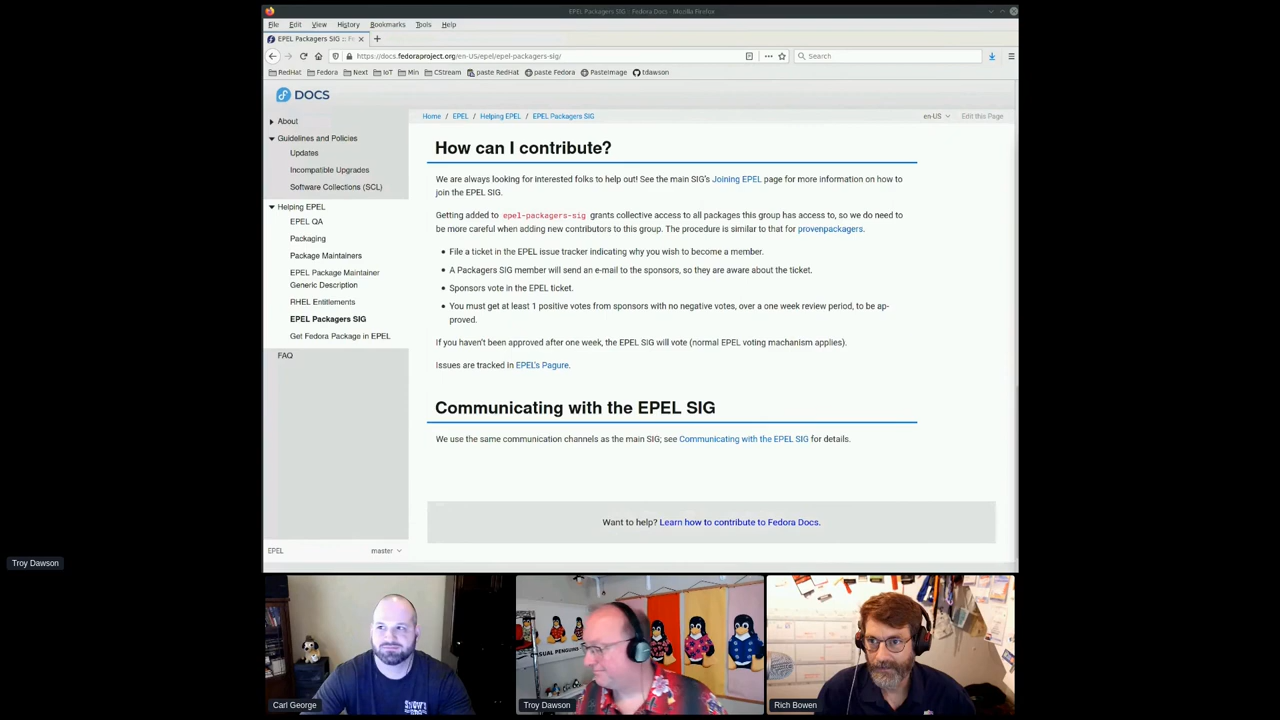 EPEL Packagers SIG :: Fedora Docs - Mozilla Firefox
File Edit View History Bookmarks Tools Help
EPEL Packagers SIG :: Fe
https://docs.fedoraproject.org/en-US/epel/epel-packagers-sig/
Search
RedHat Fedora Next IoT Min CStream paste RedHat paste Fedora PasteImage tdawson
DOCS
About
Guidelines and Policies
Updates
Incompatible Upgrades
Software Collections (SCL)
Helping EPEL
EPEL QA
Packaging
Package Maintainers
EPEL Package Maintainer
Generic Description
RHEL Entitlements
EPEL Packagers SIG
Get Fedora Package in EPEL
FAQ
EPEL master
Home / EPEL / Helping EPEL / EPEL Packagers SIG
en-US Edit this Page
How can I contribute?
We are always looking for interested folks to help out! See the main SIG's Joining EPEL page for more information on how to
join the EPEL SIG.
Getting added to epel-packagers-sig grants collective access to all packages this group has access to, so we do need to
be more careful when adding new contributors to this group. The procedure is similar to that for provenpackagers.
• File a ticket in the EPEL issue tracker indicating why you wish to become a member.
• A Packagers SIG member will send an e-mail to the sponsors, so they are aware about the ticket.
• Sponsors vote in the EPEL ticket.
• You must get at least 1 positive votes from sponsors with no negative votes, over a one week review period, to be ap-
proved.
If you haven't been approved after one week, the EPEL SIG will vote (normal EPEL voting machanism applies).
Issues are tracked in EPEL's Pagure.
Communicating with the EPEL SIG
We use the same communication channels as the main SIG; see Communicating with the EPEL SIG for details.
Want to help? Learn how to contribute to Fedora Docs.
Troy Dawson
Carl George
Troy Dawson
Rich Bowen